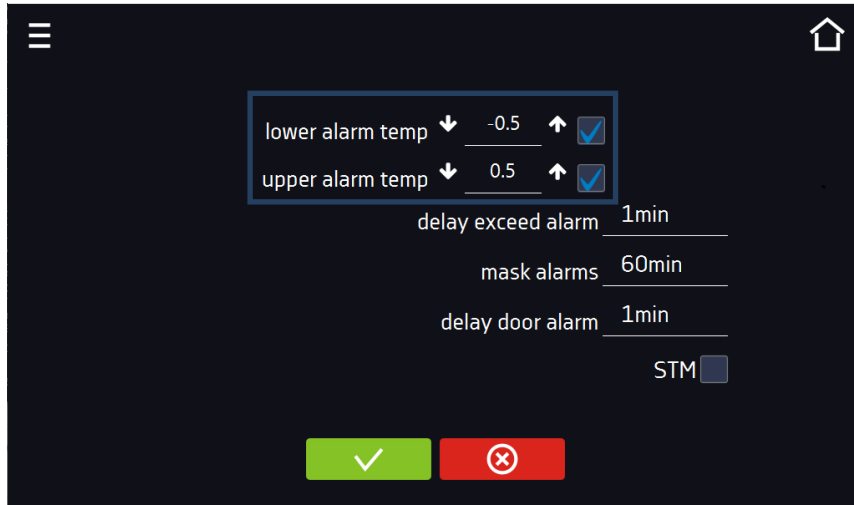 lower alarm temp -0.5
upper alarm temp 0.5
delay exceed alarm 1min
mask alarms 60min
delay door alarm 1min
STM